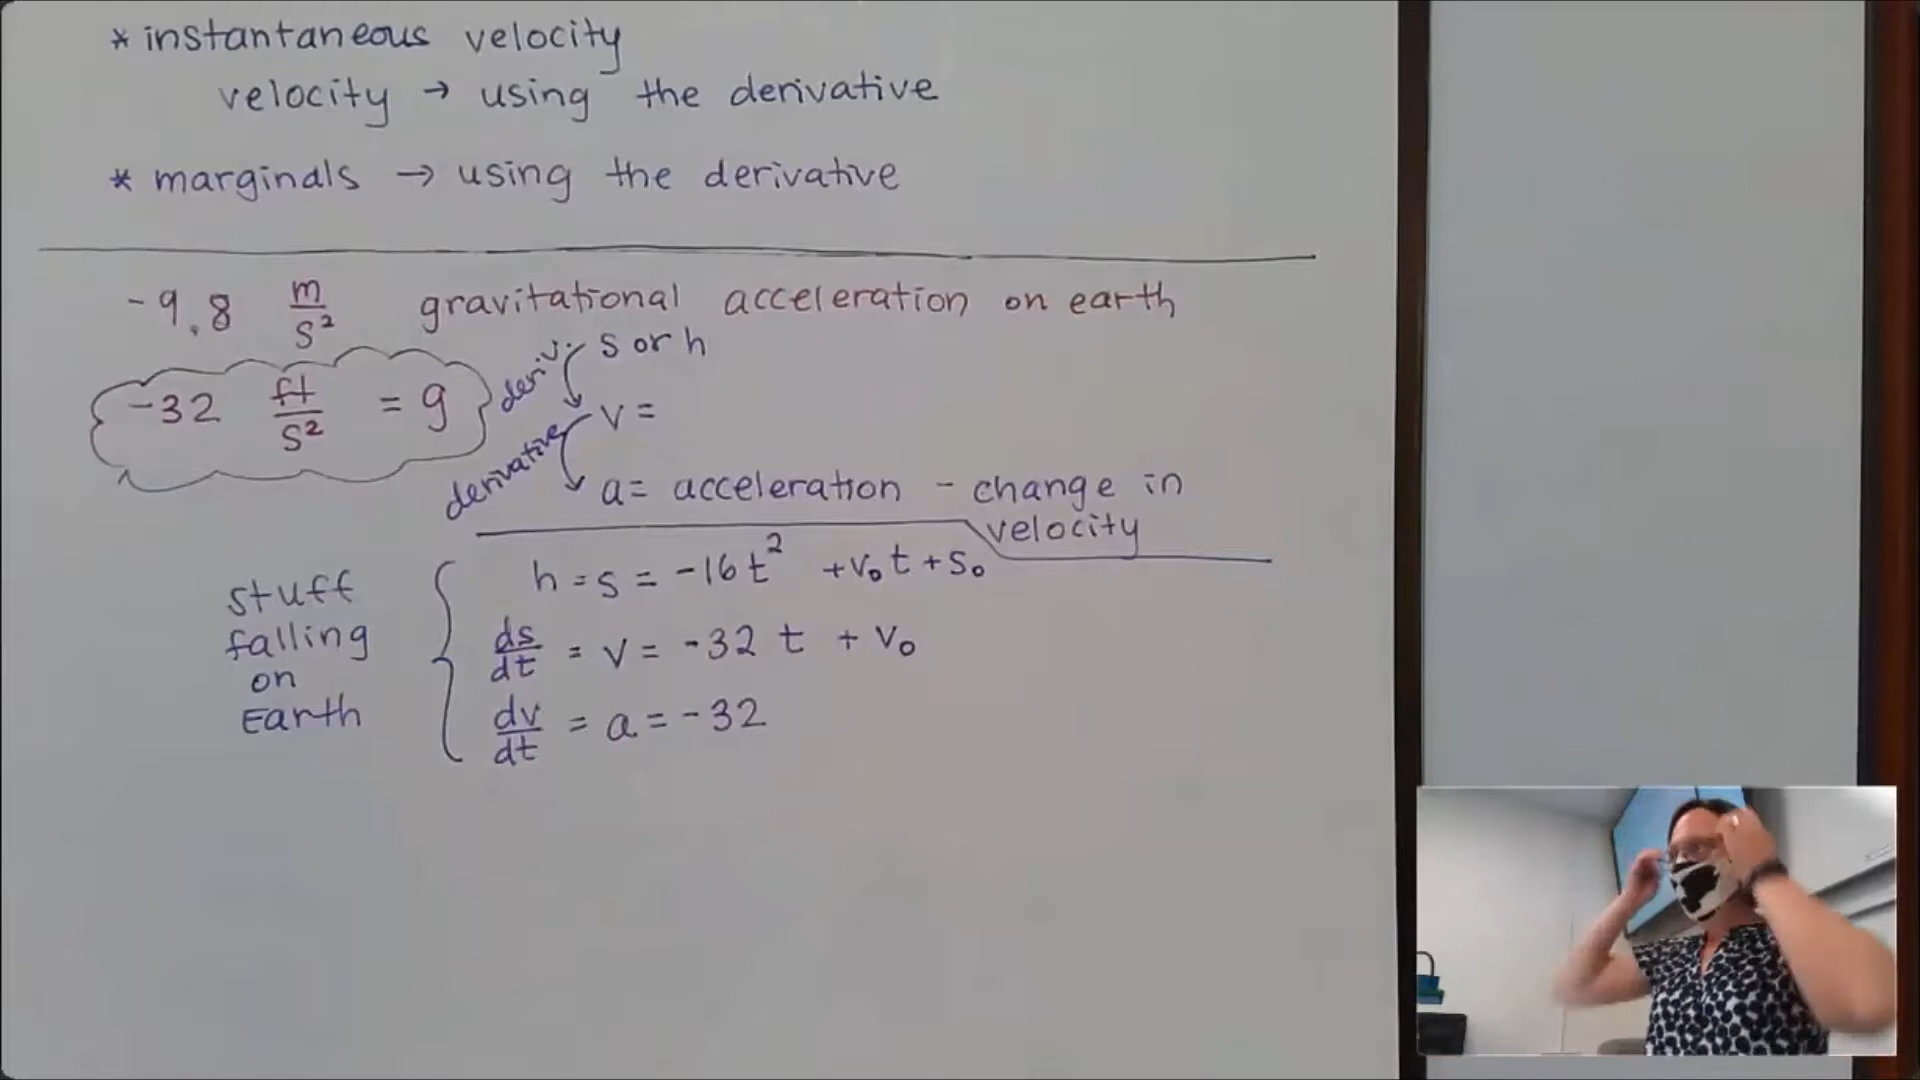 * instantaneous velocity
velocity → using the derivative
* marginals → using the derivative
-9.8 m/s² gravitational acceleration on earth
deriv. s or h
-32 ft/s² = g
v =
derivative
a = acceleration - change in
velocity
h = s = -16t² + v₀t + s₀
stuff
falling
on
Earth
ds/dt = v = -32t + v₀
dv/dt = a = -32